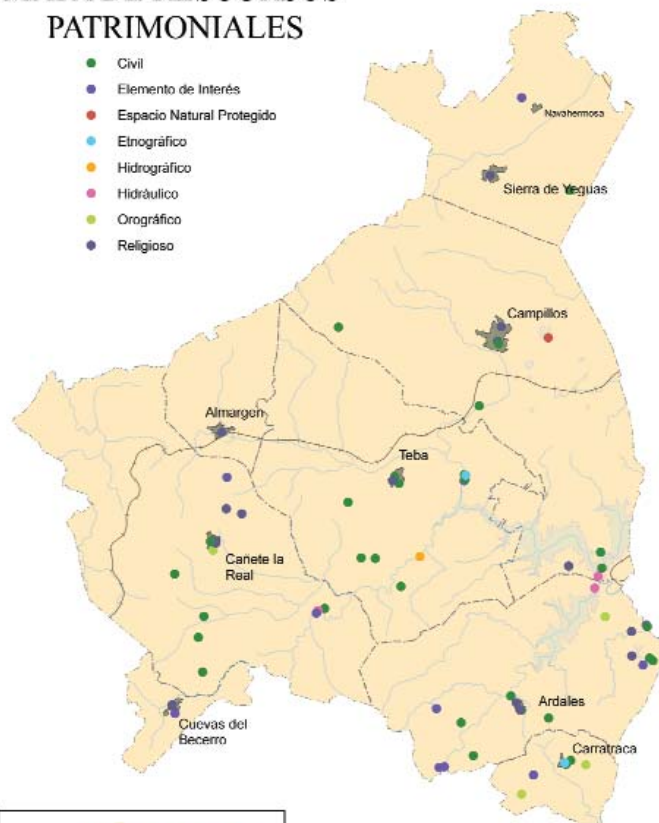 PATRIMONIALES
Civil
Elemento de Interés
Espacio Natural Protegido
Etnográfico
Hidrográfico
Hidráulico
Orográfico
Religioso
Navahermosa
Sierra de Yeguas
Campillos
Almargen
Teba
Cañete la
Real
Cuevas del
Becerro
Ardales
Carratraca